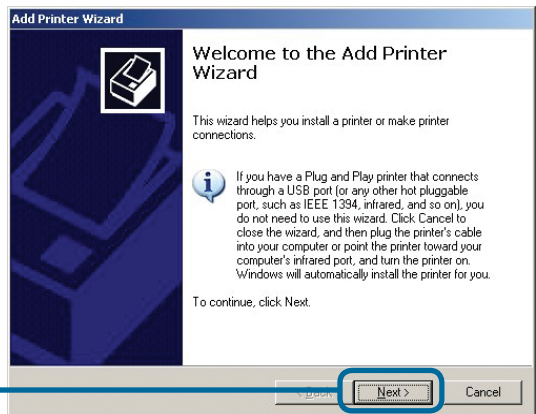 Add Printer Wizard
Welcome to the Add Printer
Wizard
This wizard helps you install a printer or make printer
connections.
If you have a Plug and Play printer that connects
through a USB port (or any other hot pluggable
port, such as IEEE 1394, infrared, and so on), you
do not need to use this wizard. Click Cancel to
close the wizard, and then plug the printer's cable
into your computer or point the printer toward your
computer's infrared port, and turn the printer on.
Windows will automatically install the printer for you.
To continue, click Next.
< Back
Next >
Cancel